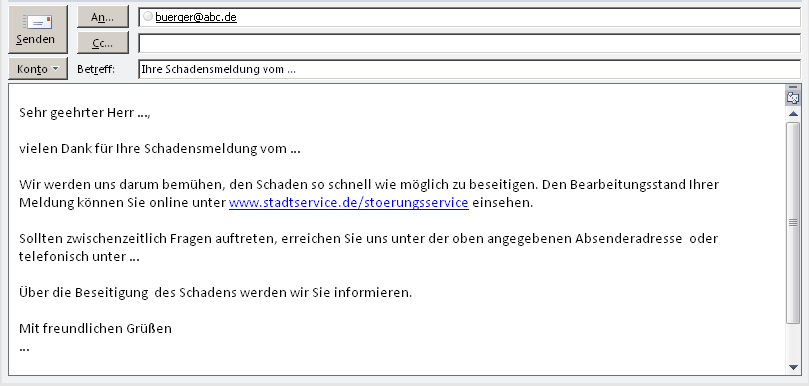 Senden
An...
buerger@abc.de
Cc...
Konto
Betreff:
Ihre Schadensmeldung vom ...
Sehr geehrter Herr ...,
vielen Dank für Ihre Schadensmeldung vom ...
Wir werden uns darum bemühen, den Schaden so schnell wie möglich zu beseitigen. Den Bearbeitungsstand Ihrer
Meldung können Sie online unter www.stadtservice.de/stoerungsservice einsehen.
Sollten zwischenzeitlich Fragen auftreten, erreichen Sie uns unter der oben angegebenen Absenderadresse  oder
telefonisch unter ...
Über die Beseitigung  des Schadens werden wir Sie informieren.
Mit freundlichen Grüßen
...